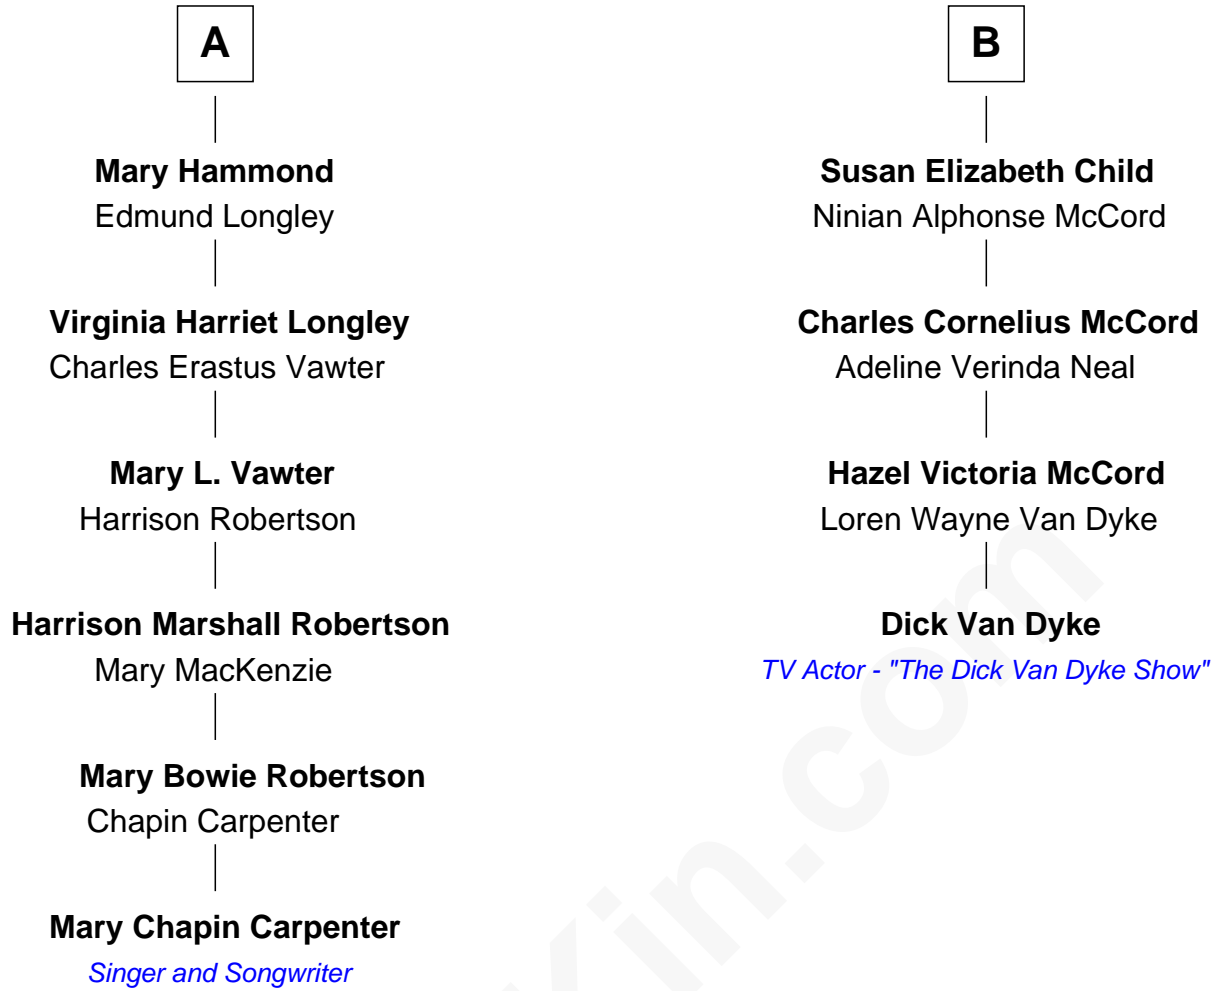 A
Mary Hammond
Edmund Longley
Virginia Harriet Longley
Charles Erastus Vawter
Mary L. Vawter
Harrison Robertson
Harrison Marshall Robertson
Mary MacKenzie
Mary Bowie Robertson
Chapin Carpenter
Mary Chapin Carpenter
Singer and Songwriter
B
Susan Elizabeth Child
Ninian Alphonse McCord
Charles Cornelius McCord
Adeline Verinda Neal
Hazel Victoria McCord
Loren Wayne Van Dyke
Dick Van Dyke
TV Actor - "The Dick Van Dyke Show"
Kin.com